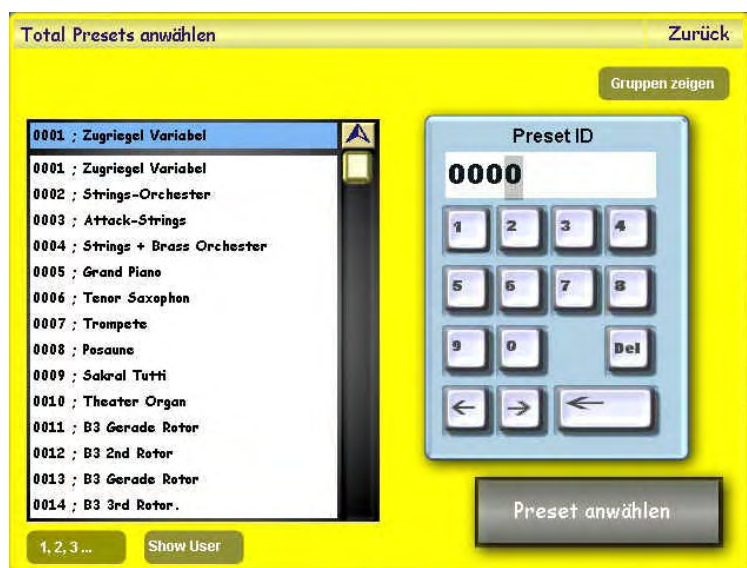 Total Presets anwählen
Zurück
Gruppen zeigen
0001 ; Zugriegel Variabel
0001 ; Zugriegel Variabel
0002 ; Strings-Orchester
0003 ; Attack-Strings
0004 ; Strings + Brass Orchester
0005 ; Grand Piano
0006 ; Tenor Saxophon
0007 ; Trompete
0008 ; Posaune
0009 ; Sakral Tutti
0010 ; Theater Organ
0011 ; B3 Gerade Rotor
0012 ; B3 2nd Rotor
0013 ; B3 Gerade Rotor
0014 ; B3 3rd Rotor.
1, 2, 3 ...
Show User
Preset ID
0000
1 2 3 4
5 6 7 8
9 0 Del
Preset anwählen